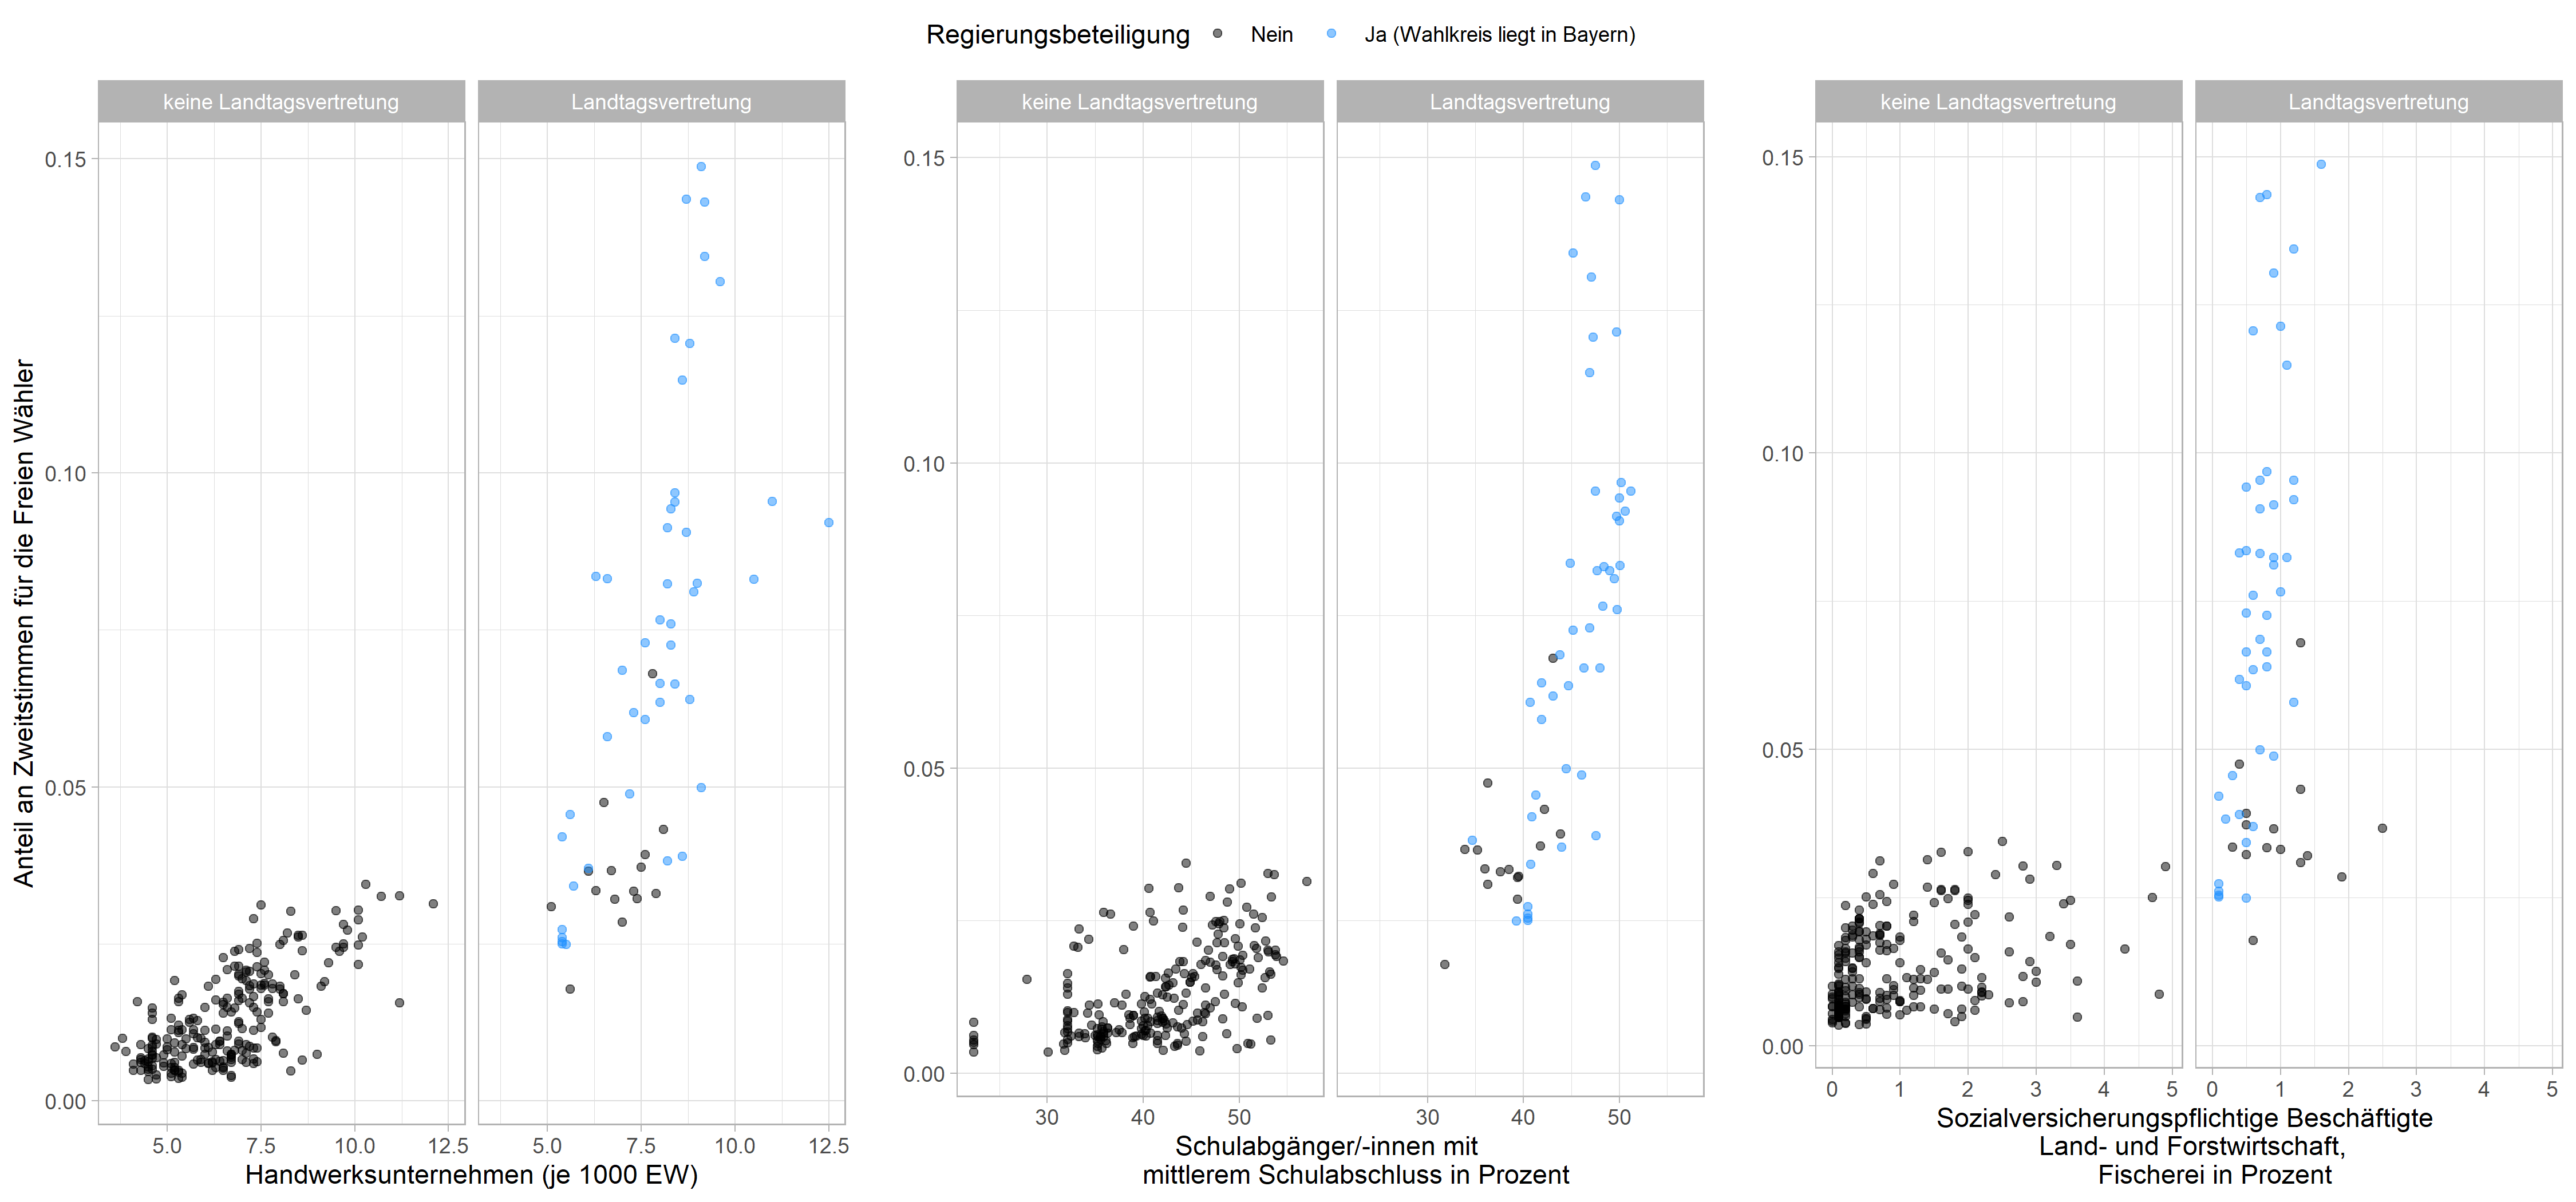 Regierungsbeteiligung Nein Ja (Wahlkreis liegt in Bayern)
keine Landtagsvertretung Landtagsvertretung keine Landtagsvertretung Landtagsvertretung keine Landtagsvertretung Landtagsvertretung
Anteil an Zweitstimmen für die Freien Wähler
0.15
0.10
0.05
0.00
5.0 7.5 10.0 12.5 5.0 7.5 10.0 12.5
Handwerksunternehmen (je 1000 EW)
0.15
0.10
0.05
0.00
30 40 50 30 40 50
Schulabgänger/-innen mit
mittlerem Schulabschluss in Prozent
0.15
0.10
0.05
0.00
0 1 2 3 4 5 0 1 2 3 4 5
Sozialversicherungspflichtige Beschäftigte
Land- und Forstwirtschaft,
Fischerei in Prozent